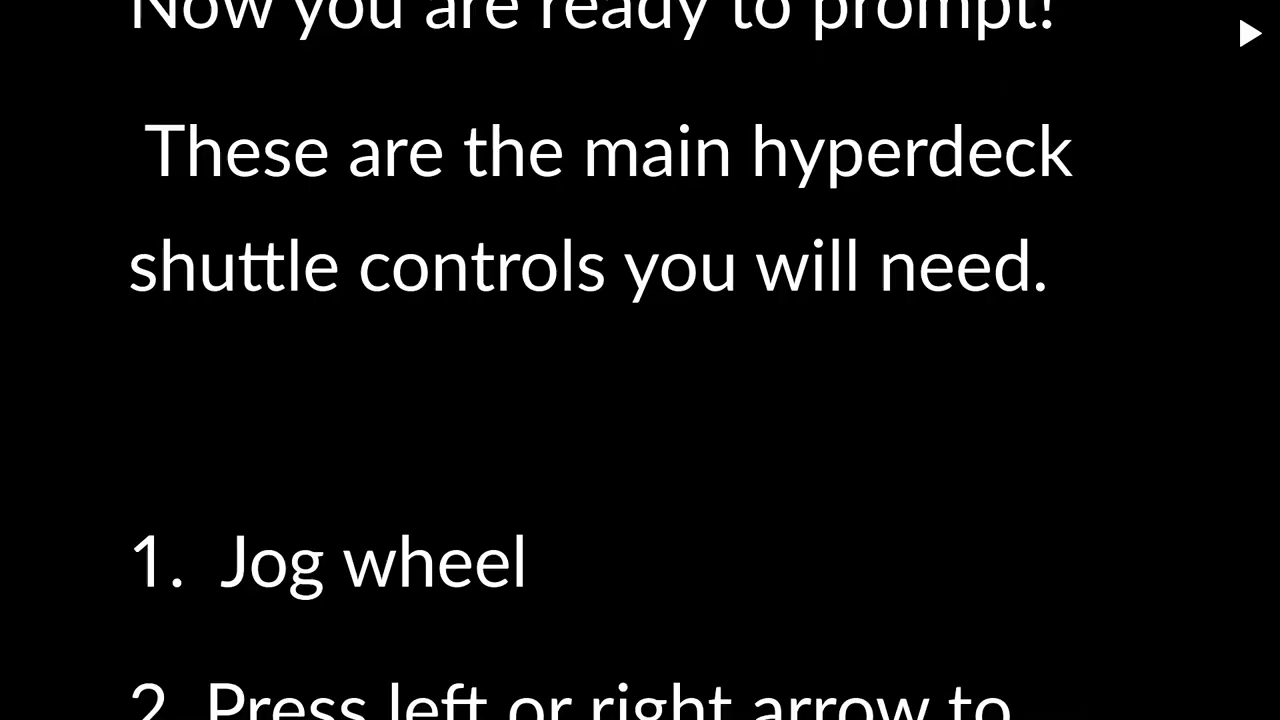 Now you are ready to prompt!
These are the main hyperdeck
shuttle controls you will need.
1. Jog wheel
2. Press left or right arrow to